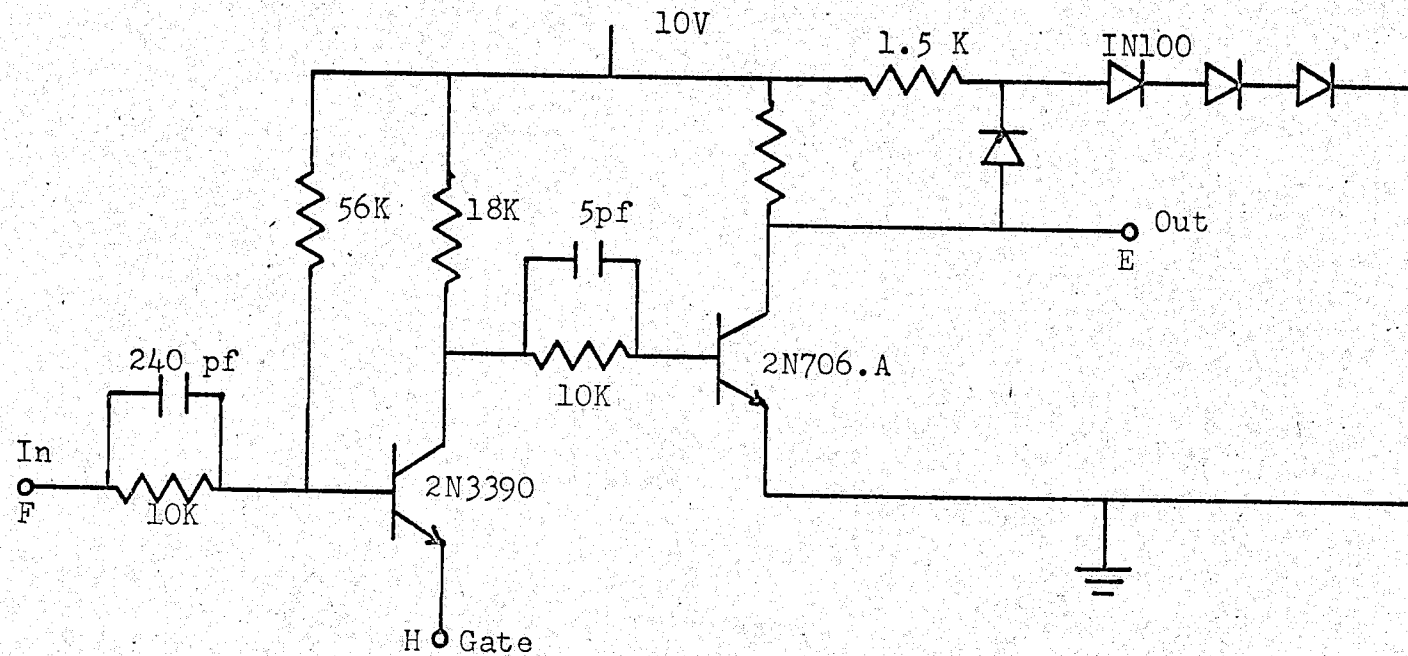 10V
1.5 K
IN100
56K
18K
5pf
Out
E
240 pf
10K
2N706.A
In
F
10K
2N3390
H
Gate